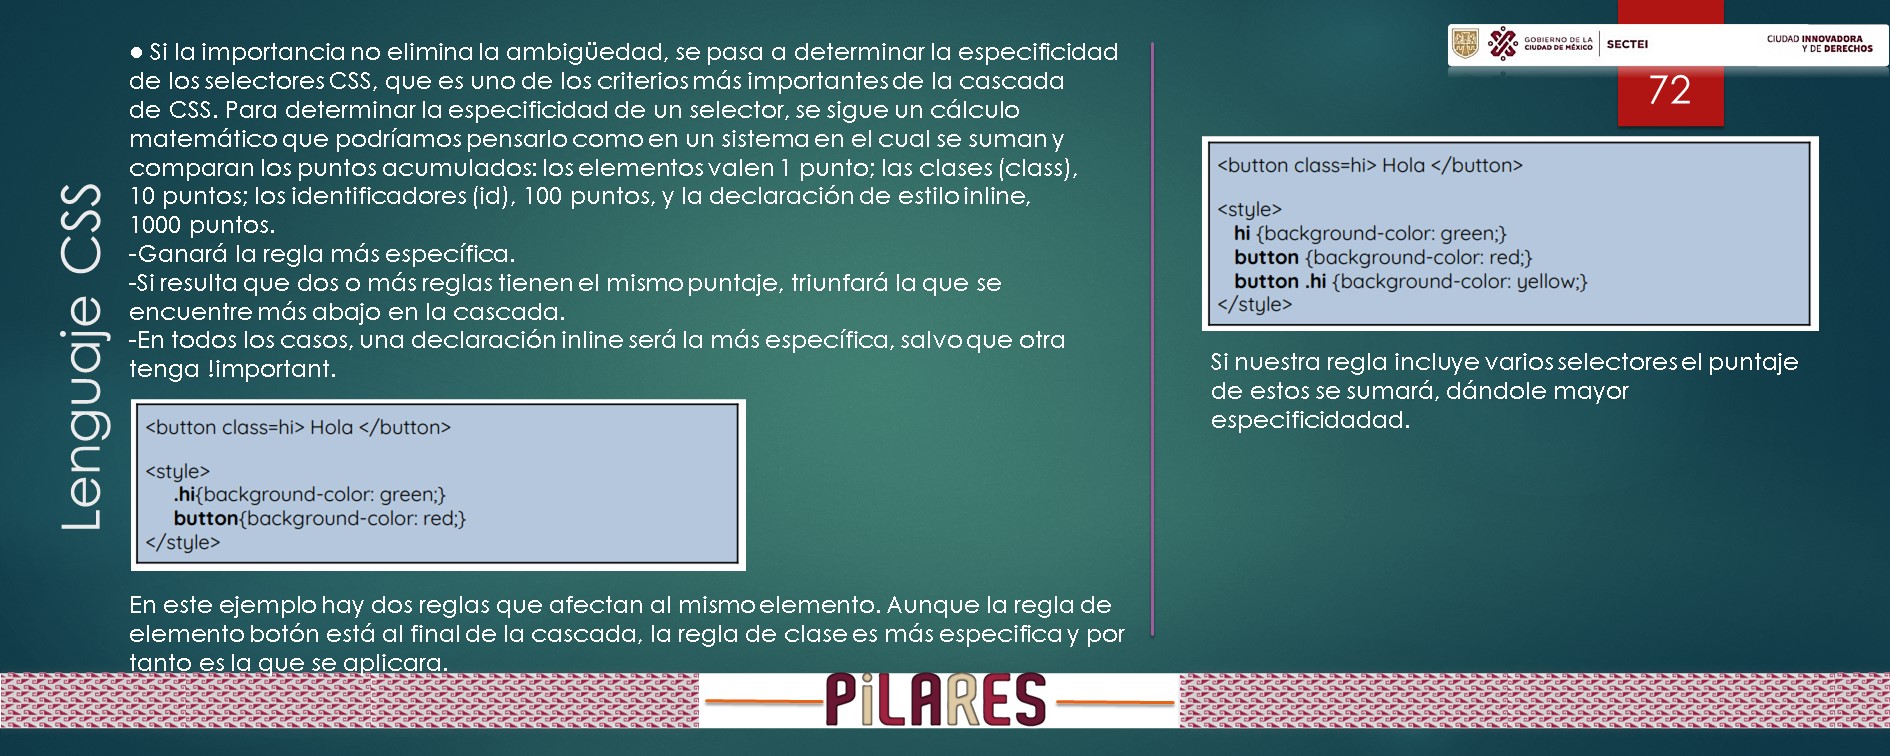 Lenguaje CSS
● Si la importancia no elimina la ambigüedad, se pasa a determinar la especificidad
de los selectores CSS, que es uno de los criterios más importantes de la cascada
de CSS. Para determinar la especificidad de un selector, se sigue un cálculo
matemático que podríamos pensarlo como en un sistema en el cual se suman y
comparan los puntos acumulados: los elementos valen 1 punto; las clases (class),
10 puntos; los identificadores (id), 100 puntos, y la declaración de estilo inline,
1000 puntos.
-Ganará la regla más específica.
-Si resulta que dos o más reglas tienen el mismo puntaje, triunfará la que se
encuentre más abajo en la cascada.
-En todos los casos, una declaración inline será la más específica, salvo que otra
tenga !important.
<button class=hi> Hola </button>
<style>
.hi{background-color: green;}
button{background-color: red;}
</style>
En este ejemplo hay dos reglas que afectan al mismo elemento. Aunque la regla de
elemento botón está al final de la cascada, la regla de clase es más especifica y por
tanto es la que se aplicara.
GOBIERNO DE LA
CIUDAD DE MÉXICO
SECTEI
CIUDAD INNOVADORA
Y DE DERECHOS
72
<button class=hi> Hola </button>
<style>
hi {background-color: green;}
button {background-color: red;}
button .hi {background-color: yellow;}
</style>
Si nuestra regla incluye varios selectores el puntaje
de estos se sumará, dándole mayor
especificidadad.
PiLARES